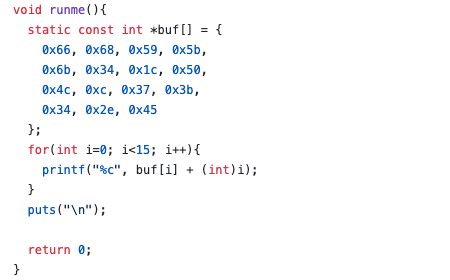 void runme(){
  static const int *buf[] = {
    0x66, 0x68, 0x59, 0x5b,
    0x6b, 0x34, 0x1c, 0x50,
    0x4c, 0xc, 0x37, 0x3b,
    0x34, 0x2e, 0x45
  };
  for(int i=0; i<15; i++){
    printf("%c", buf[i] + (int)i);
  }
  puts("\n");

  return 0;
}